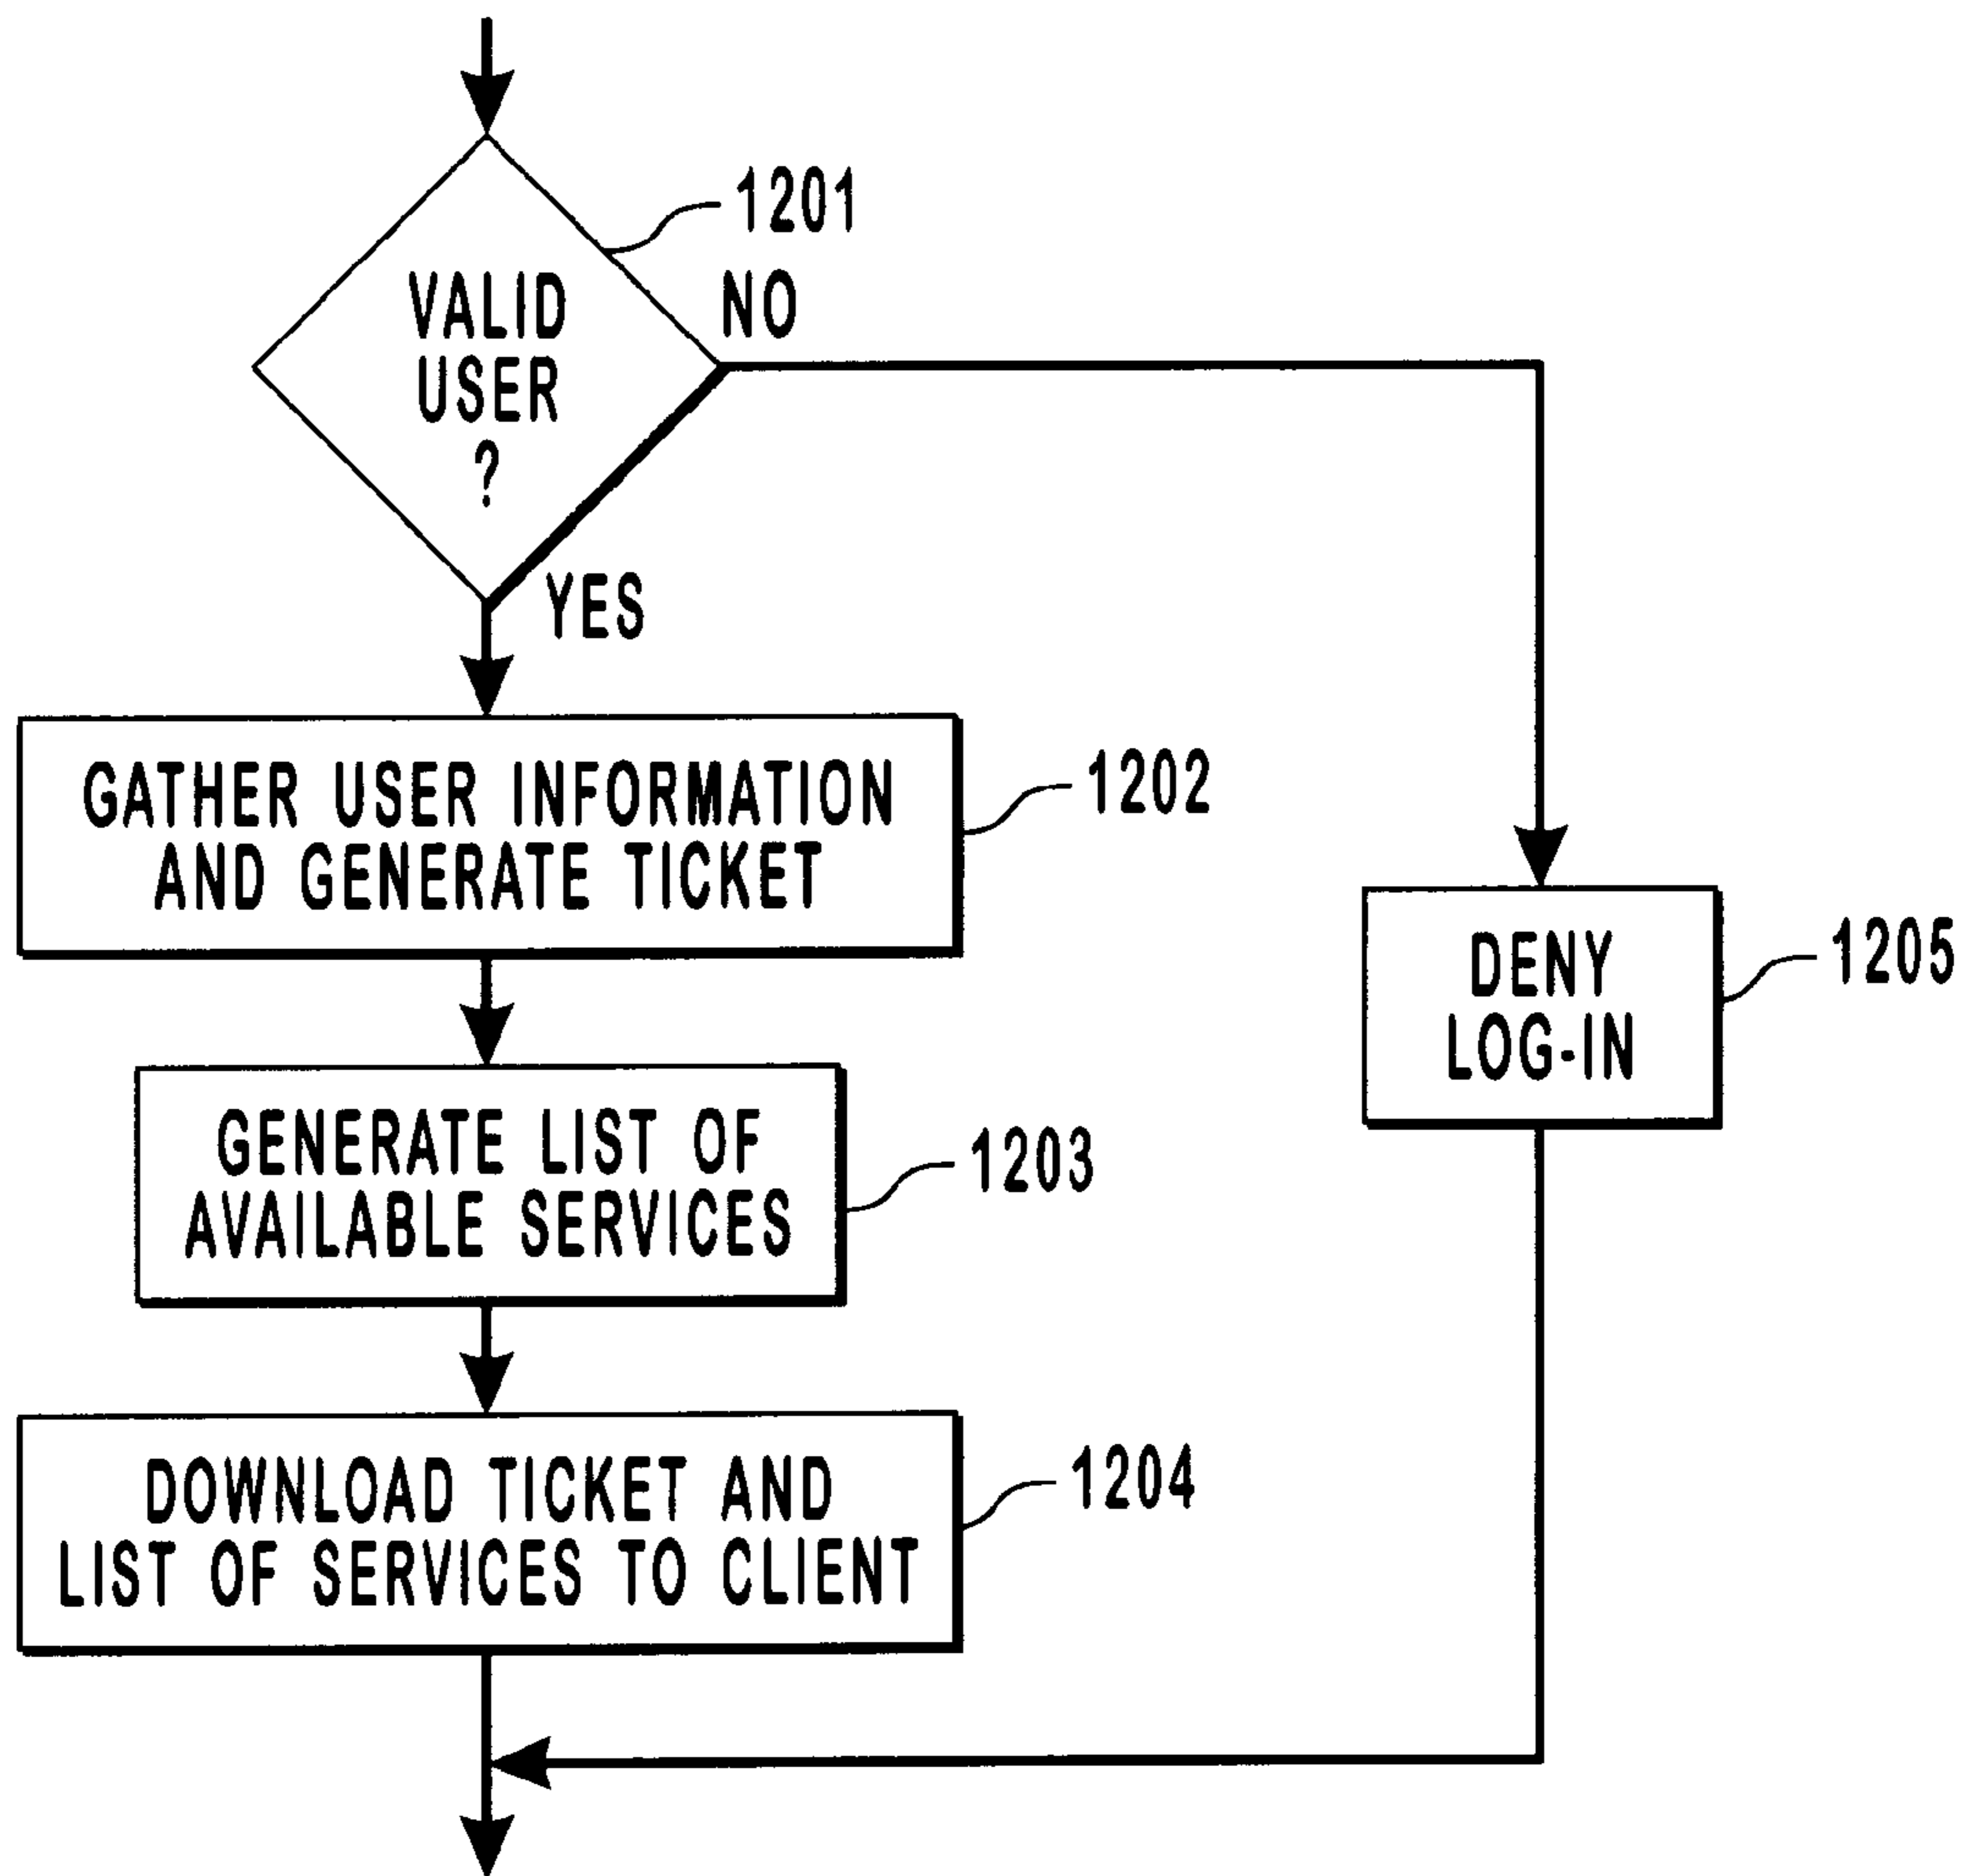 1201
VALID
USER
?
NO
YES
GATHER USER INFORMATION
AND GENERATE TICKET
1202
DENY
LOG-IN
1205
GENERATE LIST OF
AVAILABLE SERVICES
1203
DOWNLOAD TICKET AND
LIST OF SERVICES TO CLIENT
1204